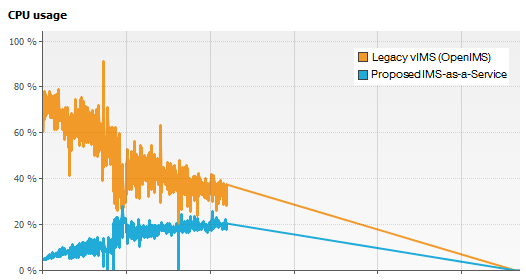 CPU usage
100 %
Legacy vIMS (OpenIMS)
Proposed IMS-as-a-Service
80 %
60 %
40 %
20 %
0 %